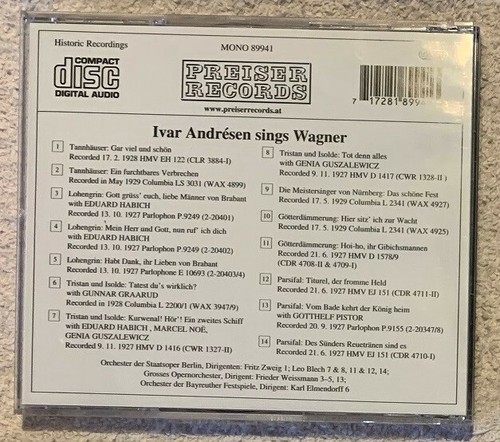 Historic Recordings
MONO 89941
COMPACT
disc
DIGITAL AUDIO
PREISER
RECORDS
www.preiserrecords.at
7 17281 899
Ivar Andrésen sings Wagner
1 Tannhäuser: Gar viel und schön
Recorded 17. 2. 1928 HMV EH 122 (CLR 3884-I)
2 Tannhäuser: Ein furchtbares Verbrechen
Recorded in May 1929 Columbia LS 3031 (WAX 4899)
3 Lohengrin: Gott grüss' euch, liebe Männer von Brabant
with EDUARD HABICH
Recorded 13. 10. 1927 Parlophon P.9249 (2-20401)
4 Lohengrin: Mein Herr und Gott, nun ruf' ich dich
with EDUARD HABICH
Recorded 13. 10. 1927 Parlophon P.9249 (2-20402)
5 Lohengrin: Habt Dank, ihr Lieben von Brabant
Recorded 13. 10. 1927 Parlophone E 10693 (2-20403/4)
6 Tristan und Isolde: Tatest du's wirklich?
with GUNNAR GRAARUD
Recorded in 1928 Columbia L 2200/1 (WAX 3947/9)
7 Tristan und Isolde: Kurwenal! Hör'! Ein zweites Schiff
with EDUARD HABICH , MARCEL NOË,
GENIA GUSZALEWICZ
Recorded 9. 11. 1927 HMV D 1416 (CWR 1327-II)
8 Tristan und Isolde: Tot denn alles
with GENIA GUSZALEWICZ
Recorded 9. 11. 1927 HMV D 1417 (CWR 1328-II )
9 Die Meistersinger von Nürnberg: Das schöne Fest
Recorded 17. 5. 1929 Columbia L 2341 (WAX 4927)
10 Götterdämmerung: Hier sitz' ich zur Wacht
Recorded 17. 5. 1929 Columbia L 2341 (WAX 4925)
11 Götterdämmerung: Hoi-ho, ihr Gibichsmannen
Recorded 21. 6. 1927 HMV D 1578/9
(CDR 4708-II & 4709-I)
12 Parsifal: Titurel, der fromme Held
Recorded 21. 6. 1927 HMV EJ 151 (CDR 4711-II)
13 Parsifal: Vom Bade kehrt der König heim
with GOTTHELF PISTOR
Recorded 20. 9. 1927 Parlophon P.9155 (2-20347/8)
14 Parsifal: Des Sünders Reuetränen sind es
Recorded 21. 6. 1927 HMV EJ 151 (CDR 4710-I)
Orchester der Staatsoper Berlin, Dirigenten: Fritz Zweig 1; Leo Blech 7 & 8, 11 & 12, 14;
Grosses Opernorchester, Dirigent: Frieder Weissmann 3–5, 13;
Orchester der Bayreuther Festspiele, Dirigent: Karl Elmendorff 6